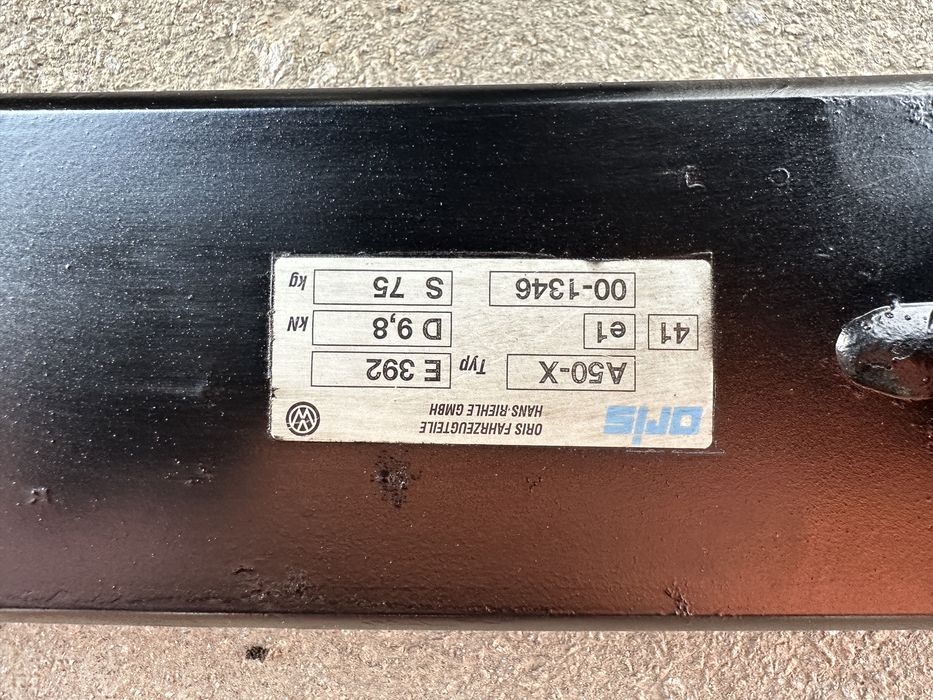 oris ORIS FAHRZEUGTEILE
HANS-RIEHLE GMBH
A50-X Typ E 392
41 e1 D 9,8 kN
00-1346 S 75 kg